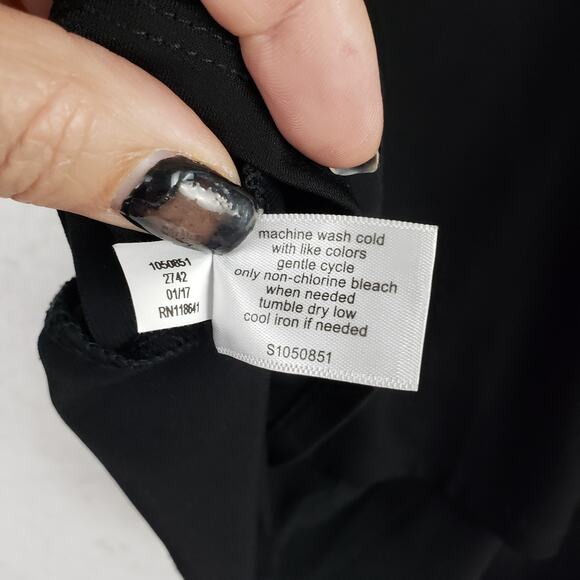 1050851
2742
01/17
RN118641
machine wash cold
with like colors
gentle cycle
only non-chlorine bleach
when needed
tumble dry low
cool iron if needed
S1050851